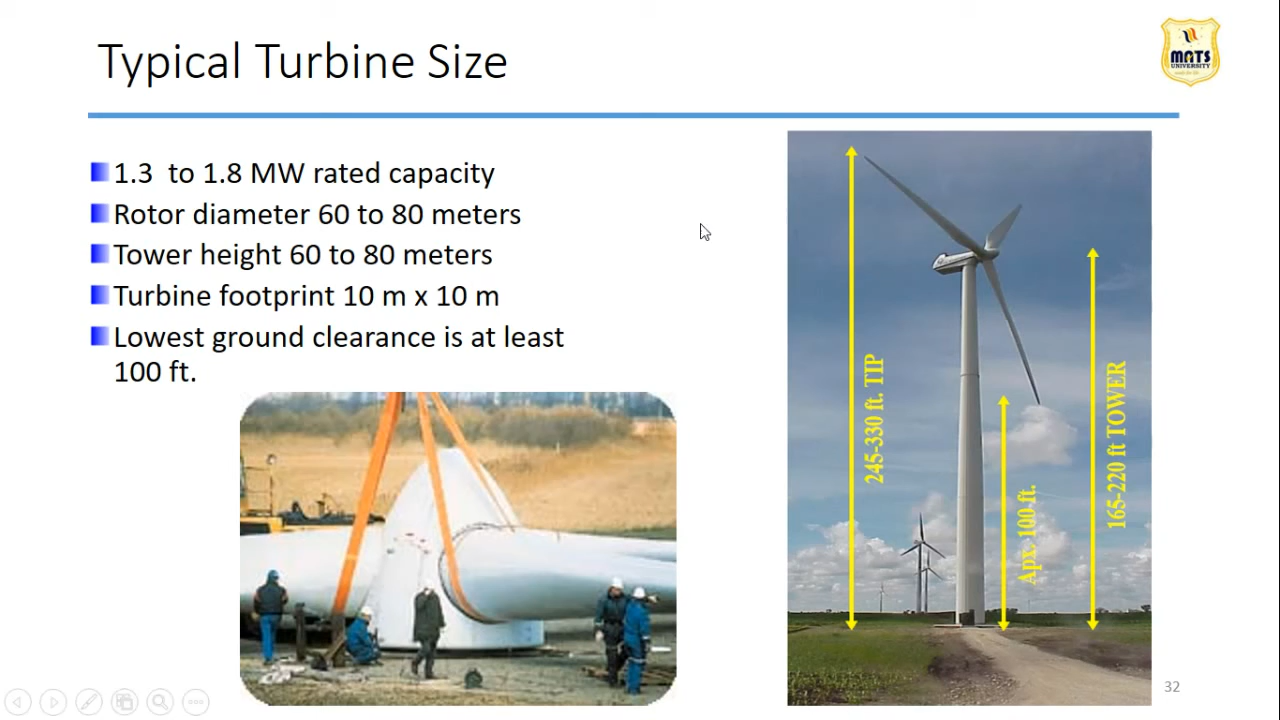 Typical Turbine Size
MATS
UNIVERSITY
1.3 to 1.8 MW rated capacity
Rotor diameter 60 to 80 meters
Tower height 60 to 80 meters
Turbine footprint 10 m x 10 m
Lowest ground clearance is at least
100 ft.
245-330 ft. TIP
Apx. 100 ft.
165-220 ft TOWER
32